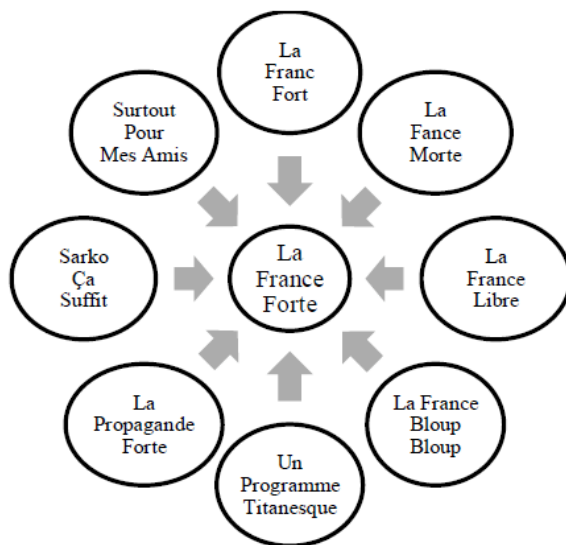 La
Franc
Fort
La
Fance
Morte
La
France
Libre
La France
Bloup
Bloup
Un
Programme
Titanesque
La
Propagande
Forte
Sarko
Ça
Suffit
Surtout
Pour
Mes Amis
La
France
Forte